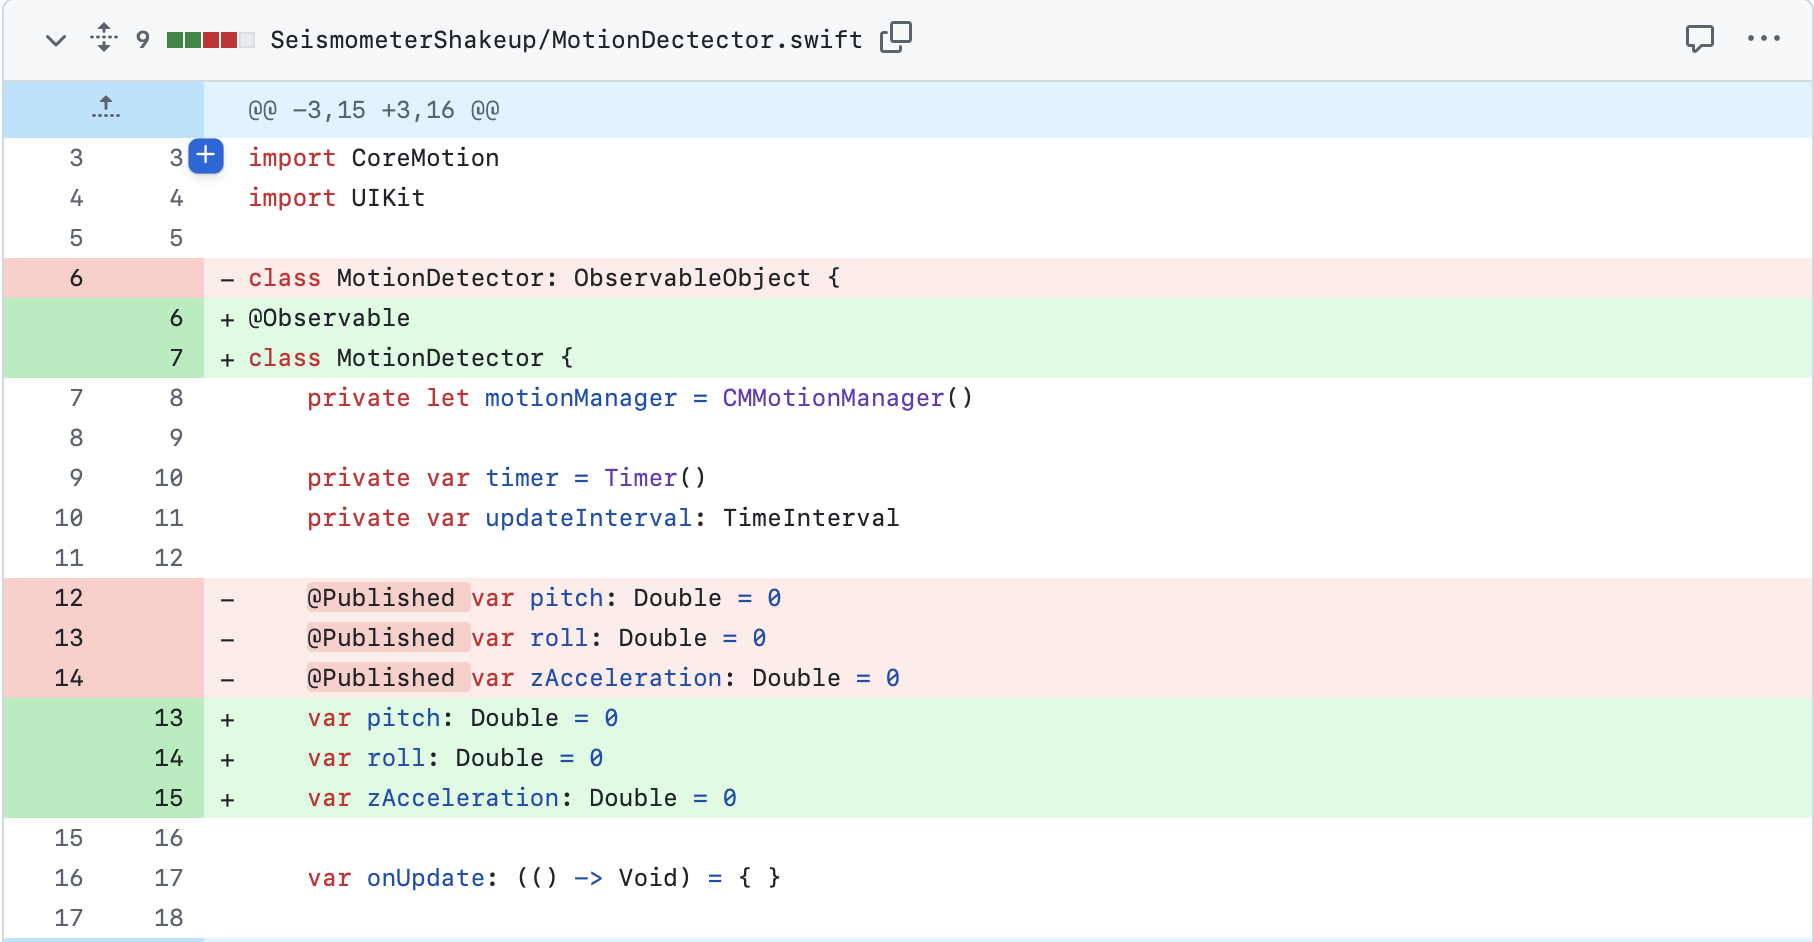 9 SeismometerShakeup/MotionDectector.swift
@@ -3,15 +3,16 @@
3 3 import CoreMotion
4 4 import UIKit
5 5
6 - class MotionDetector: ObservableObject {
6 + @Observable
7 + class MotionDetector {
7 8 private let motionManager = CMMotionManager()
8 9
9 10 private var timer = Timer()
10 11 private var updateInterval: TimeInterval
11 12
12 - @Published var pitch: Double = 0
13 - @Published var roll: Double = 0
14 - @Published var zAcceleration: Double = 0
13 + var pitch: Double = 0
14 + var roll: Double = 0
15 + var zAcceleration: Double = 0
15 16
16 17 var onUpdate: (() -> Void) = { }
17 18